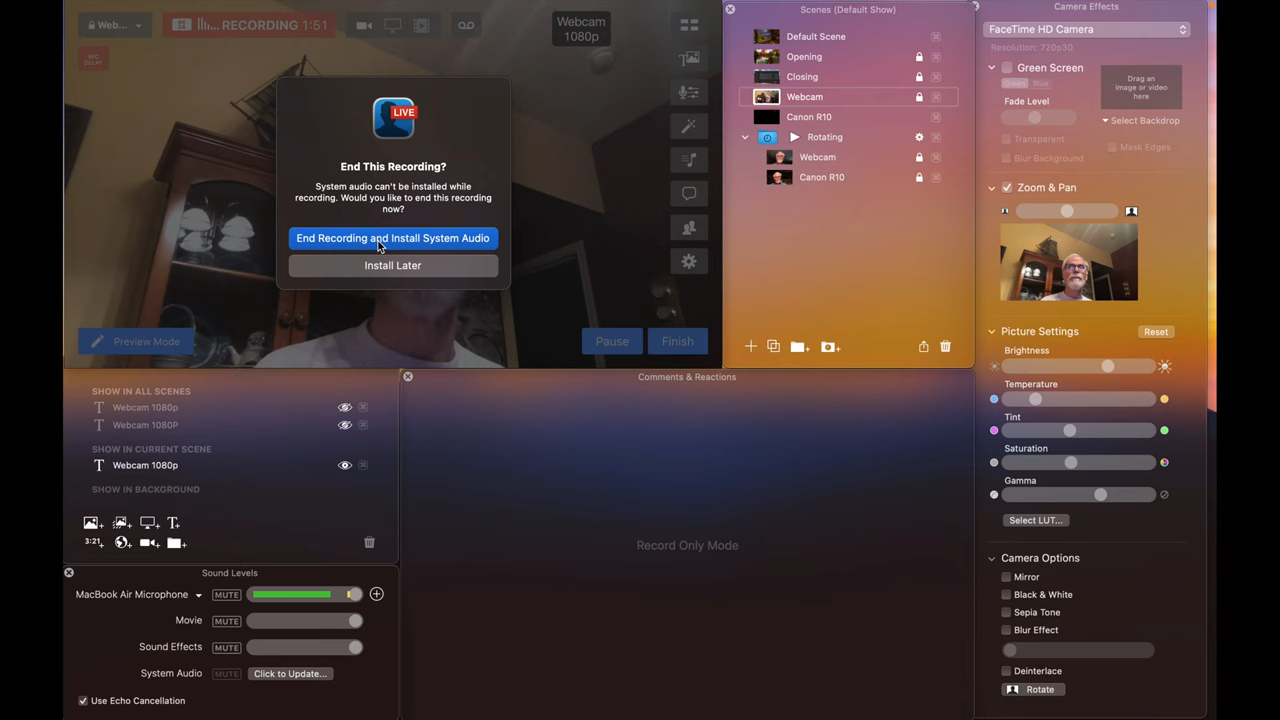 Web...
RECORDING 1:51
Webcam
1080p
MIC
DELAY
LIVE
End This Recording?
System audio can't be installed while
recording. Would you like to end this recording
now?
End Recording and Install System Audio
Install Later
Preview Mode
Pause
Finish
Scenes (Default Show)
Default Scene
Opening
Closing
Webcam
Canon R10
Rotating
Webcam
Canon R10
SHOW IN ALL SCENES
Webcam 1080p
Webcam 1080P
SHOW IN CURRENT SCENE
Webcam 1080p
SHOW IN BACKGROUND
3:21+
Comments & Reactions
Record Only Mode
Sound Levels
MacBook Air Microphone
MUTE
Movie
MUTE
Sound Effects
MUTE
System Audio
MUTE
Click to Update...
Use Echo Cancellation
Camera Effects
FaceTime HD Camera
Resolution: 720p30
Green Screen
Green
Blue
Drag an
image or video
here
Fade Level
Select Backdrop
Transparent
Mask Edges
Blur Background
Zoom & Pan
Picture Settings
Reset
Brightness
Temperature
Tint
Saturation
Gamma
Select LUT...
Camera Options
Mirror
Black & White
Sepia Tone
Blur Effect
Deinterlace
Rotate